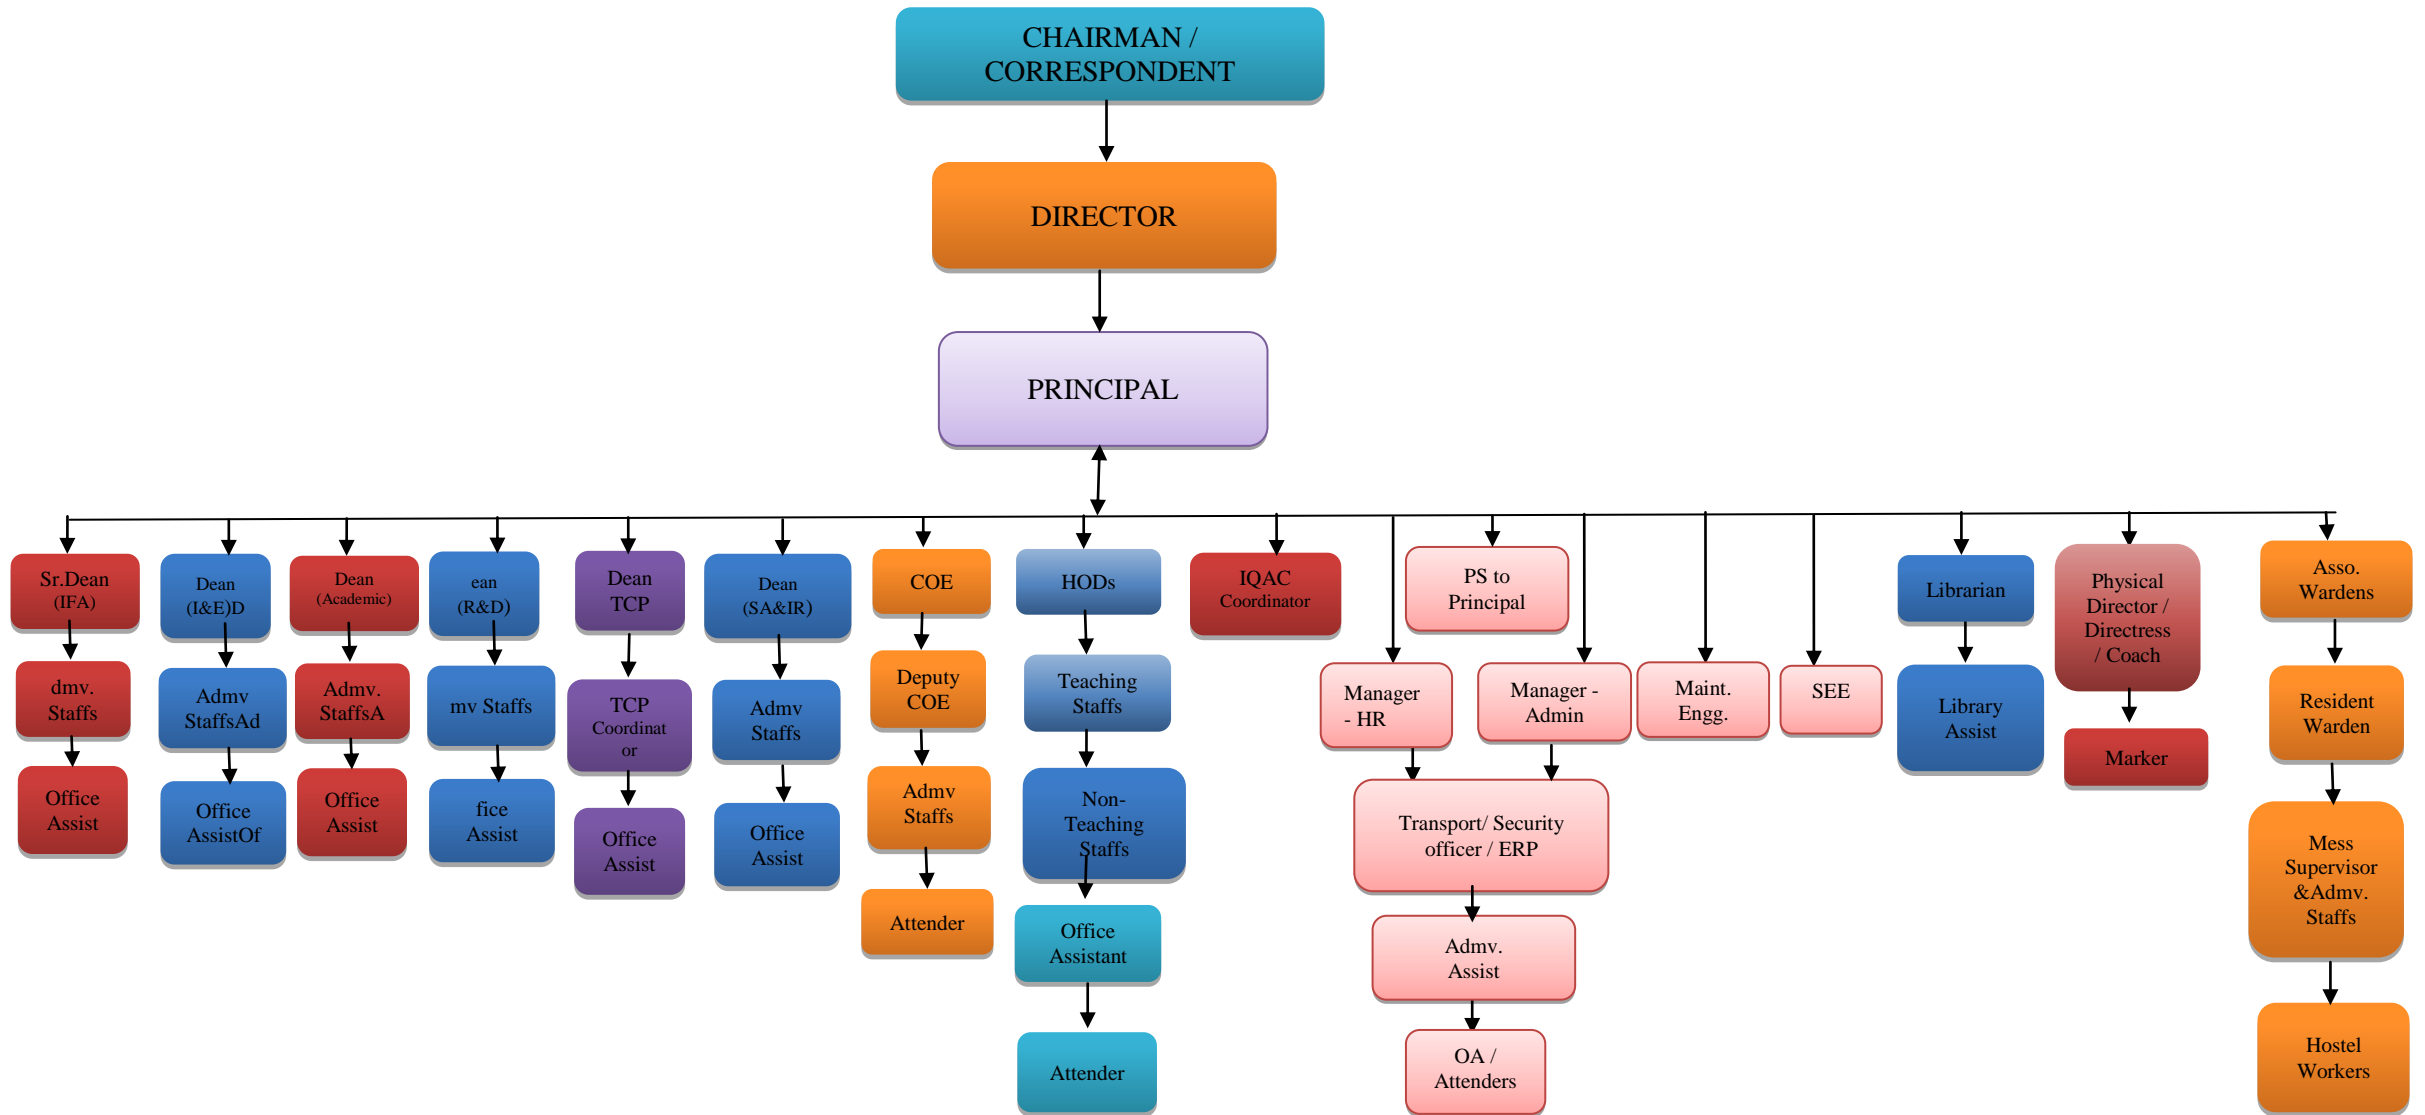 CHAIRMAN /
CORRESPONDENT
DIRECTOR
PRINCIPAL
Sr.Dean
(IFA)
dmv.
Staffs
Office
Assist
Dean
(I&E)D
Admv
StaffsAd
Office
AssistOf
Dean
(Academic)
Admv.
StaffsA
Office
Assist
ean
(R&D)
mv Staffs
fice
Assist
Dean
TCP
TCP
Coordinat
or
Office
Assist
Dean
(SA&IR)
Admv
Staffs
Office
Assist
COE
Deputy
COE
Admv
Staffs
Attender
HODs
Teaching
Staffs
Non-
Teaching
Staffs
Office
Assistant
Attender
IQAC
Coordinator
PS to
Principal
Manager
- HR
Manager -
Admin
Maint.
Engg.
SEE
Transport/ Security
officer / ERP
Admv.
Assist
OA /
Attenders
Librarian
Library
Assist
Physical
Director /
Directress
/ Coach
Marker
Asso.
Wardens
Resident
Warden
Mess
Supervisor
&Admv.
Staffs
Hostel
Workers